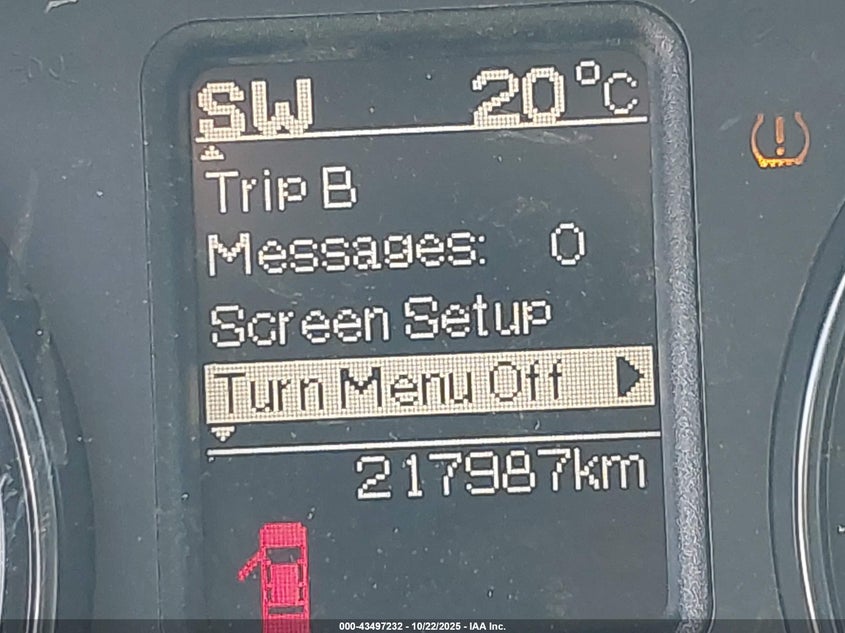 SW 20°C
Trip B
Messages: 0
Screen Setup
Turn Menu Off
217987km
000-43497232 - 10/22/2025 - IAA Inc.